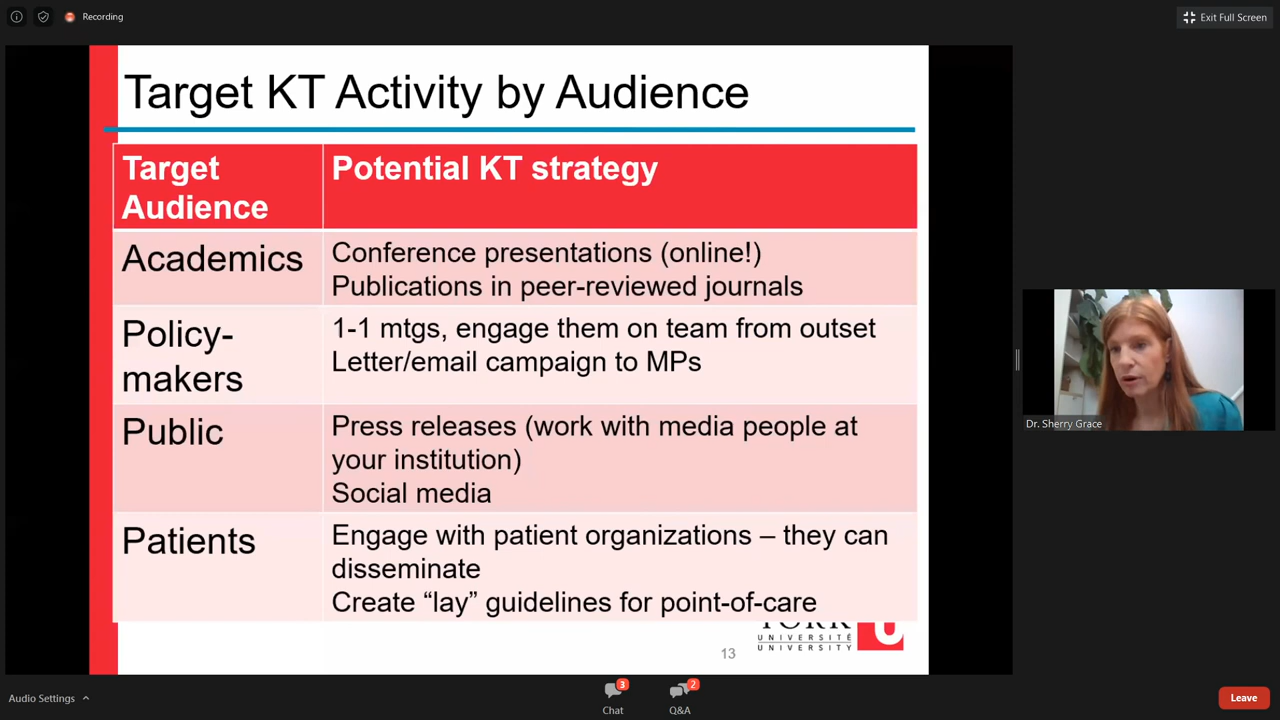 Recording
Exit Full Screen
Target KT Activity by Audience
Target
Audience
Potential KT strategy
Academics
Conference presentations (online!)
Publications in peer-reviewed journals
Policy-
makers
1-1 mtgs, engage them on team from outset
Letter/email campaign to MPs
Public
Press releases (work with media people at
your institution)
Social media
Patients
Engage with patient organizations – they can
disseminate
Create “lay” guidelines for point-of-care
YORK
UNIVERSITÉ
UNIVERSITY
U
13
Dr. Sherry Grace
Audio Settings
3
Chat
2
Q&A
Leave